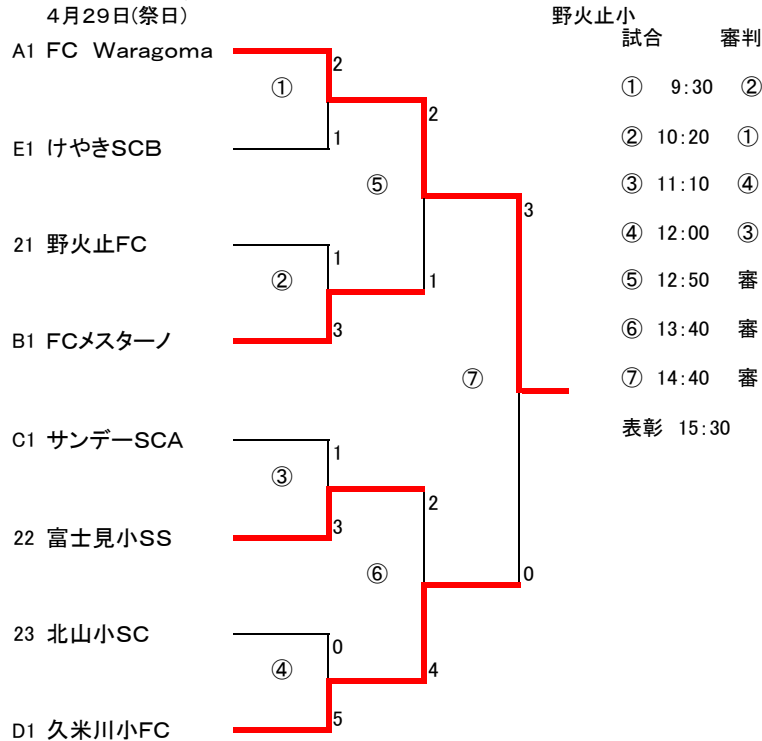 4月29日(祭日)
野火止小
試合 審判
A1 FC Waragoma
2
① 9:30 ②
①
2
E1 けやきSCB
1
② 10:20 ①
⑤
③ 11:10 ④
3
21 野火止FC
1
④ 12:00 ③
②
1
⑤ 12:50 審
B1 FCメスターノ
3
⑥ 13:40 審
⑦
⑦ 14:40 審
C1 サンデーSCA
1
表彰 15:30
③
2
22 富士見小SS
3
⑥
0
23 北山小SC
0
④
4
D1 久米川小FC
5